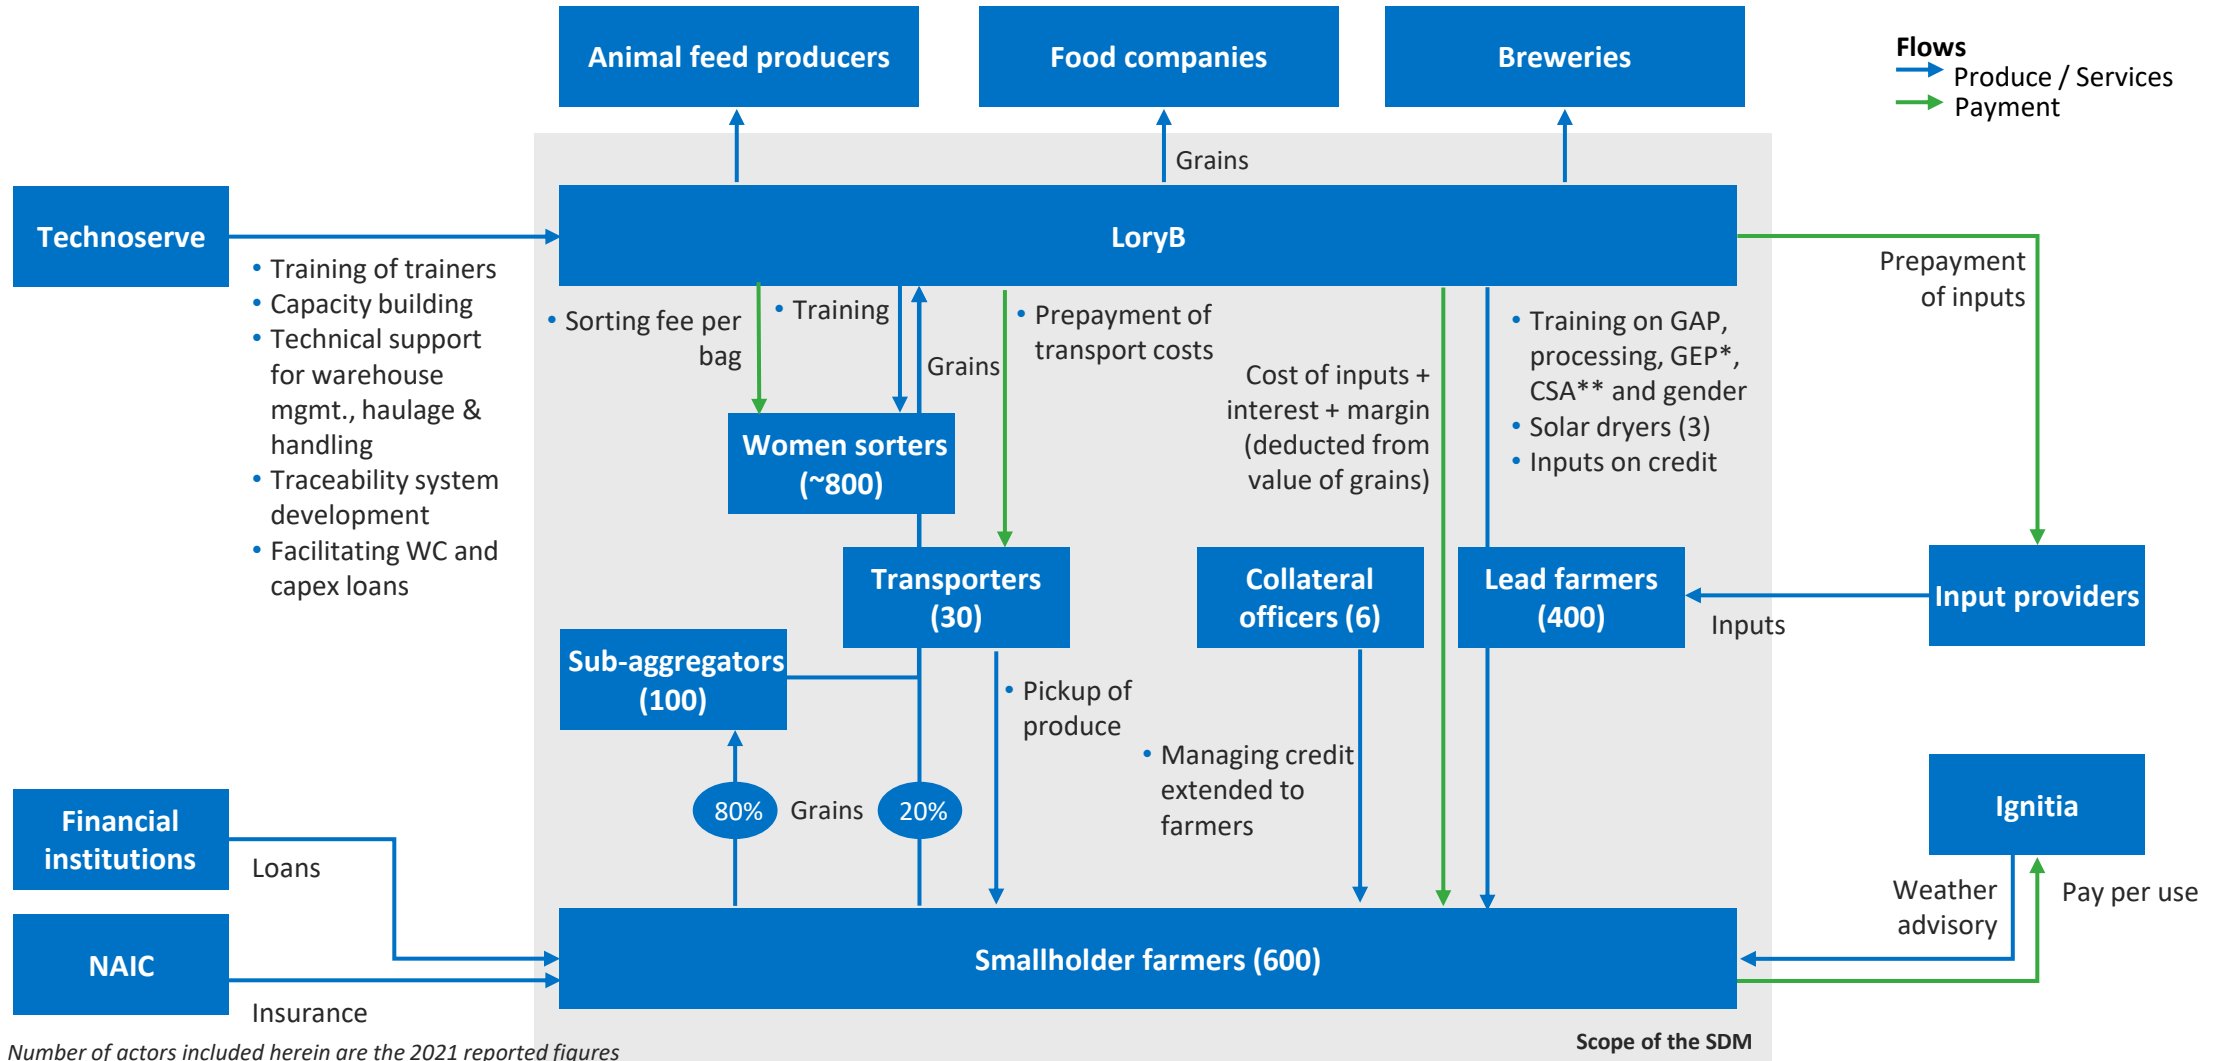 Animal feed producers
Food companies
Breweries
Flows
Produce / Services
Payment
Grains
Technoserve
LoryB
• Training of trainers
• Capacity building
• Technical support
for warehouse
mgmt., haulage &
handling
• Traceability system
development
• Facilitating WC and
capex loans
• Sorting fee per
bag
• Training
Grains
• Prepayment of
transport costs
Cost of inputs +
interest + margin
(deducted from
value of grains)
• Training on GAP,
processing, GEP*,
CSA** and gender
• Solar dryers (3)
• Inputs on credit
Prepayment
of inputs
Women sorters
(~800)
Transporters
(30)
Collateral
officers (6)
Lead farmers
(400)
Inputs
Input providers
Sub-aggregators
(100)
• Pickup of
produce
• Managing credit
extended to
farmers
80%
Grains
20%
Financial
institutions
Loans
Ignitia
Weather
advisory
Pay per use
NAIC
Insurance
Smallholder farmers (600)
Scope of the SDM
Number of actors included herein are the 2021 reported figures